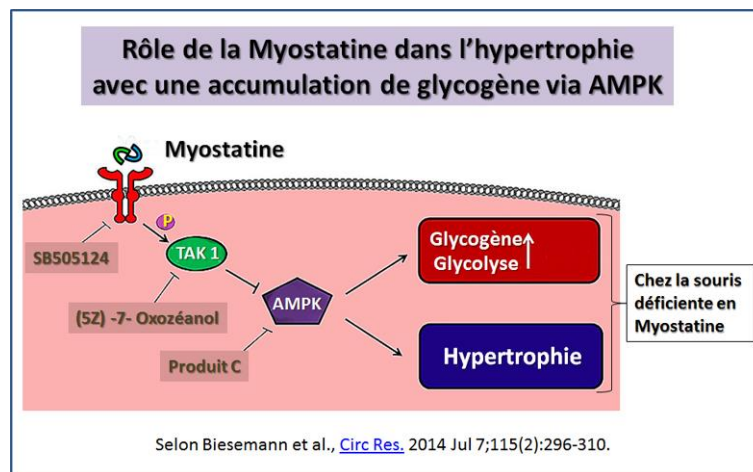 Rôle de la Myostatine dans l’hypertrophie
avec une accumulation de glycogène via AMPK
Myostatine
P
SB505124
TAK 1
(5Z) -7- Oxozéanol
AMPK
Produit C
Glycogène
Glycolyse
Hypertrophie
Chez la souris
déficiente en
Myostatine
Selon Biesemann et al., Circ Res. 2014 Jul 7;115(2):296-310.